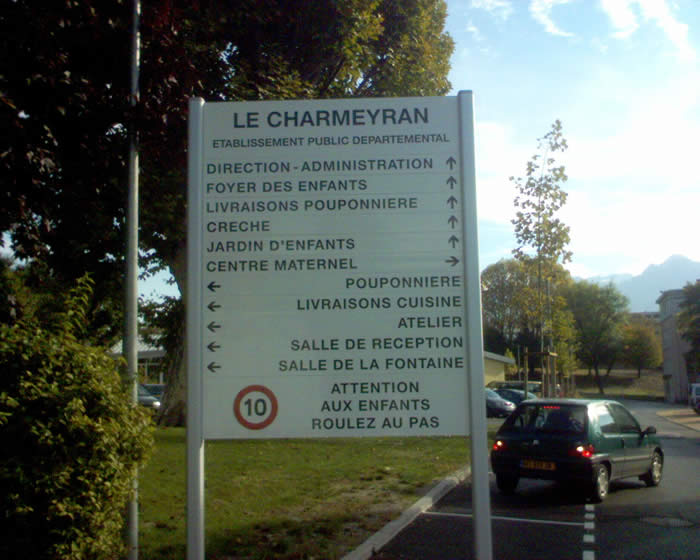 LE CHARMEYRAN
ETABLISSEMENT PUBLIC DEPARTEMENTAL
DIRECTION - ADMINISTRATION ↑
FOYER DES ENFANTS ↑
LIVRAISONS POUPONNIERE ↑
CRECHE ↑
JARDIN D'ENFANTS ↑
CENTRE MATERNEL →
← POUPONNIERE
← LIVRAISONS CUISINE
← ATELIER
← SALLE DE RECEPTION
← SALLE DE LA FONTAINE
10
ATTENTION
AUX ENFANTS
ROULEZ AU PAS